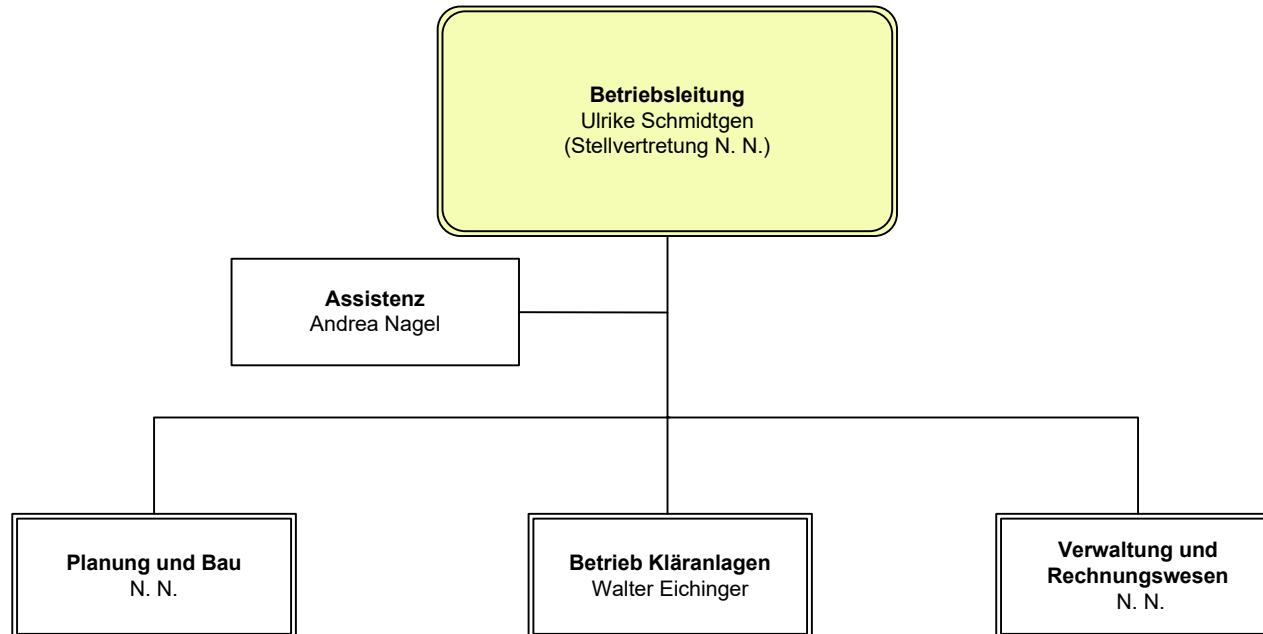 Betriebsleitung
Ulrike Schmidtgen
(Stellvertretung N. N.)
Assistenz
Andrea Nagel
Planung und Bau
N. N.
Betrieb Kläranlagen
Walter Eichinger
Verwaltung und
Rechnungswesen
N. N.